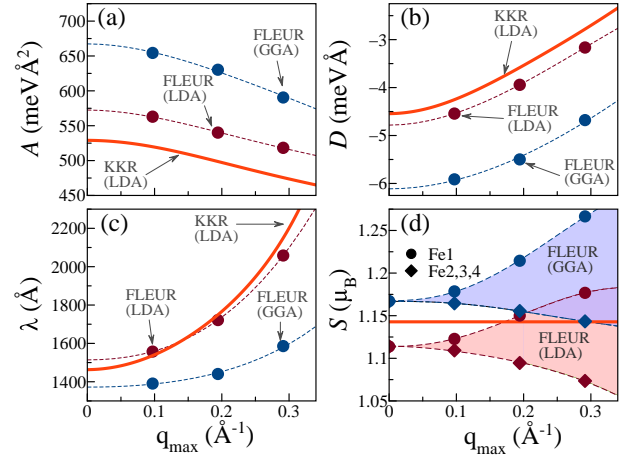 (a)
700
650
600
550
500
450
A (meVÅ²)
FLEUR
(GGA)
FLEUR
(LDA)
KKR
(LDA)
(b)
−3
−4
−5
−6
D (meVÅ)
KKR
(LDA)
FLEUR
(LDA)
FLEUR
(GGA)
(c)
2200
2000
1800
1600
1400
λ (Å)
KKR
(LDA)
FLEUR
(LDA)
FLEUR
(GGA)
0
0.1
0.2
0.3
q_max (Å⁻¹)
(d)
1.25
1.20
1.15
1.10
1.05
S (μ_B)
Fe1
Fe2,3,4
FLEUR
(GGA)
FLEUR
(LDA)
0
0.1
0.2
0.3
q_max (Å⁻¹)